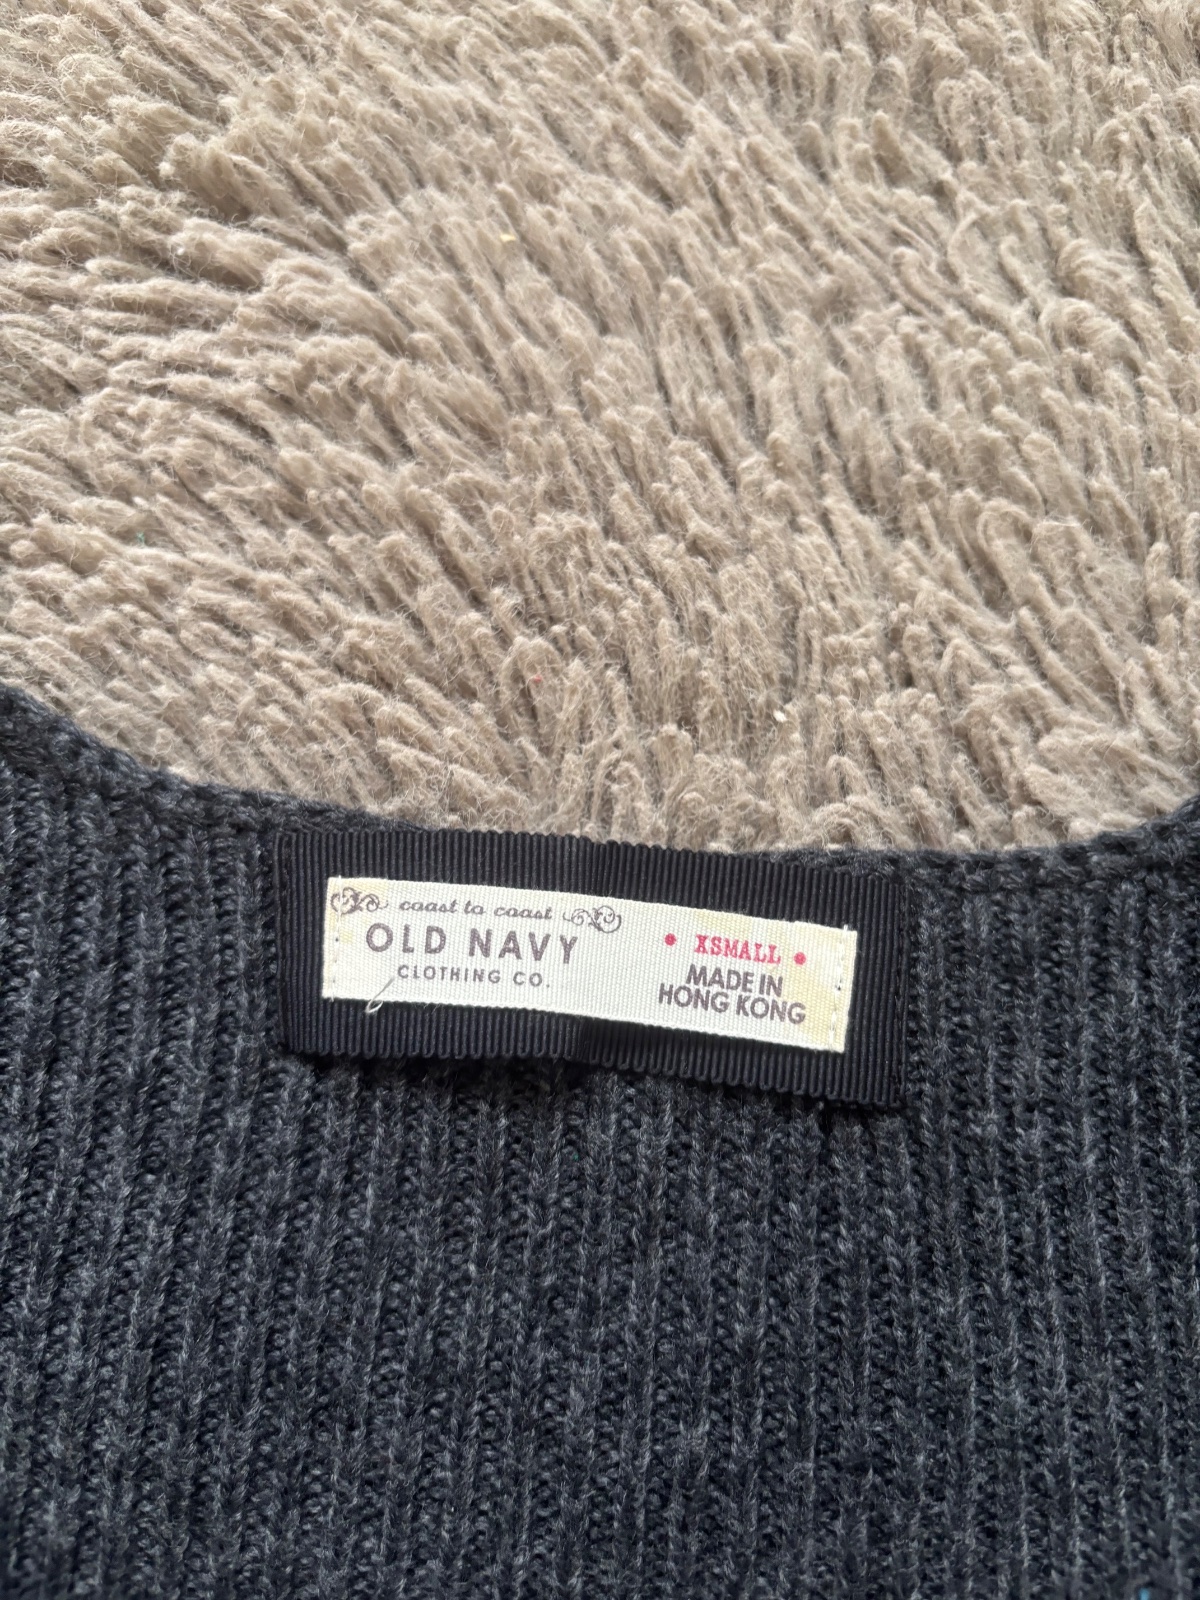 coast to coast
OLD NAVY
CLOTHING CO.
• XSMALL •
MADE IN
HONG KONG